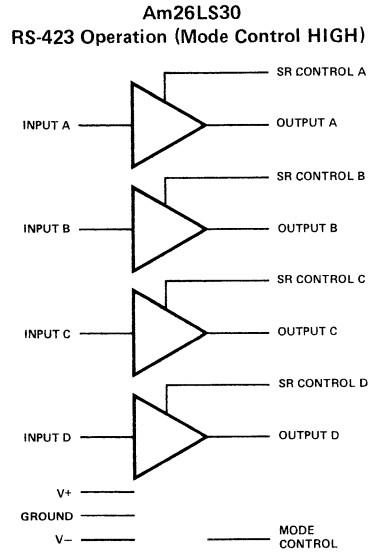 Am26LS30
RS-423 Operation (Mode Control HIGH)
SR CONTROL A
INPUT A
OUTPUT A
SR CONTROL B
INPUT B
OUTPUT B
SR CONTROL C
INPUT C
OUTPUT C
SR CONTROL D
INPUT D
OUTPUT D
V+
GROUND
V−
MODE
CONTROL